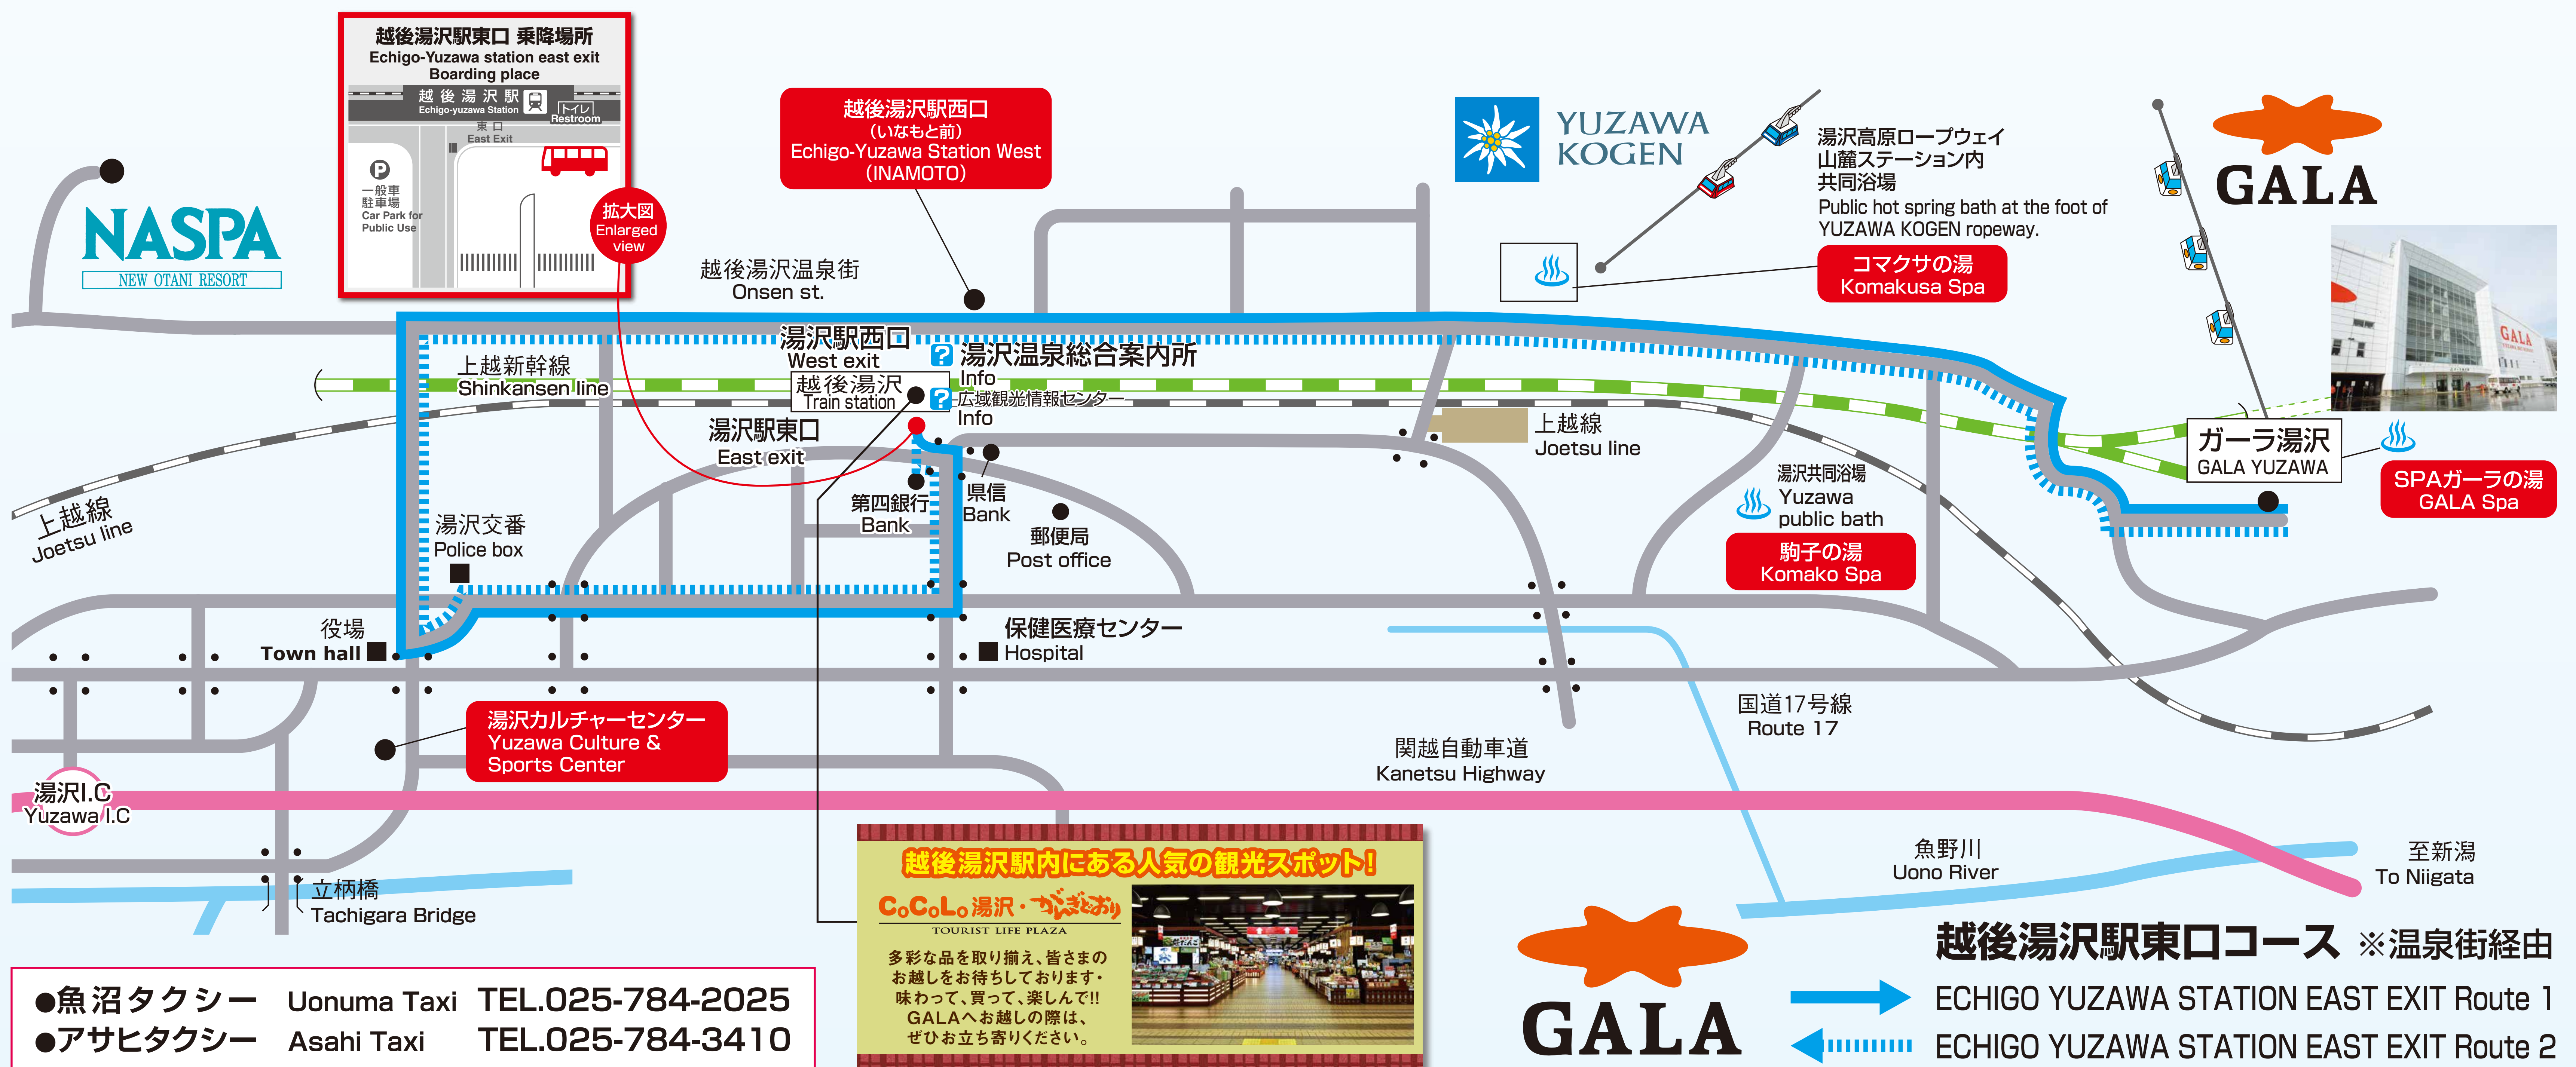 越後湯沢駅東口 乗降場所
Echigo-Yuzawa station east exit
Boarding place
越後湯沢駅
Echigo-yuzawa Station
トイレ
Restroom
東口
East Exit
P
一般車
駐車場
Car Park for
Public Use
拡大図
Enlarged
view
NASPA
NEW OTANI RESORT
越後湯沢駅西口
(いなもと前)
Echigo-Yuzawa Station West
(INAMOTO)
越後湯沢温泉街
Onsen st.
YUZAWA
KOGEN
湯沢高原ロープウェイ
山麓ステーション内
共同浴場
Public hot spring bath at the foot of
YUZAWA KOGEN ropeway.
コマクサの湯
Komakusa Spa
GALA
GALA
上越新幹線
Shinkansen line
湯沢駅西口
West exit
越後湯沢
Train station
?
湯沢温泉総合案内所
Info
?
広域観光情報センター
Info
湯沢駅東口
East exit
上越線
Joetsu line
上越線
Joetsu line
ガーラ湯沢
GALA YUZAWA
SPAガーラの湯
GALA Spa
湯沢交番
Police box
第四銀行
Bank
県信
Bank
郵便局
Post office
湯沢共同浴場
Yuzawa
public bath
駒子の湯
Komako Spa
役場
Town hall
保健医療センター
Hospital
湯沢カルチャーセンター
Yuzawa Culture &
Sports Center
国道17号線
Route 17
関越自動車道
Kanetsu Highway
湯沢I.C
Yuzawa I.C
立柄橋
Tachigara Bridge
魚野川
Uono River
至新潟
To Niigata
越後湯沢駅内にある人気の観光スポット!
CoCoLo湯沢・がんぎどおり
TOURIST LIFE PLAZA
多彩な品を取り揃え、皆さまの
お越しをお待ちしております・
味わって、買って、楽しんで!!
GALAへお越しの際は、
ぜひお立ち寄りください。
●魚沼タクシー Uonuma Taxi TEL.025-784-2025
●アサヒタクシー Asahi Taxi TEL.025-784-3410
GALA
越後湯沢駅東口コース ※温泉街経由
ECHIGO YUZAWA STATION EAST EXIT Route 1
ECHIGO YUZAWA STATION EAST EXIT Route 2